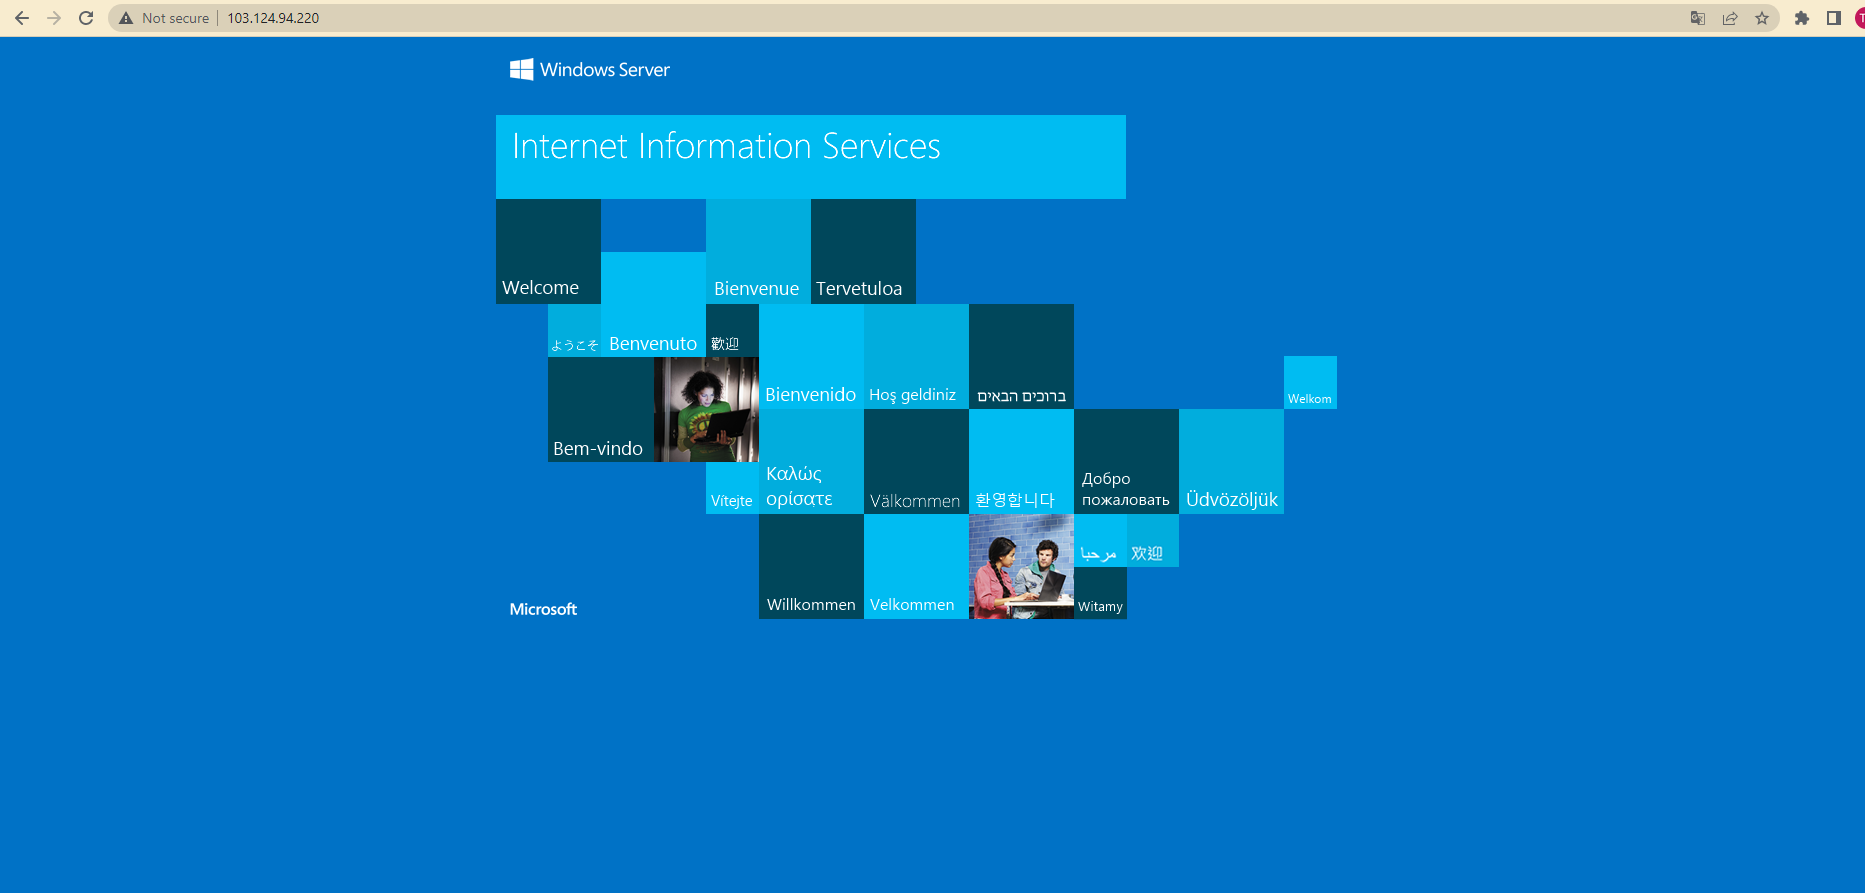 Not secure
103.124.94.220
Windows Server
Internet Information Services
Welcome
Bienvenue
Tervetuloa
ようこそ
Benvenuto
歡迎
Bienvenido
Hoş geldiniz
ברוכים הבאים
Welkom
Bem-vindo
Vítejte
Καλώς
ορίσατε
Välkommen
환영합니다
Добро
пожаловать
Üdvözöljük
Microsoft
Willkommen
Velkommen
مرحبا
欢迎
Witamy